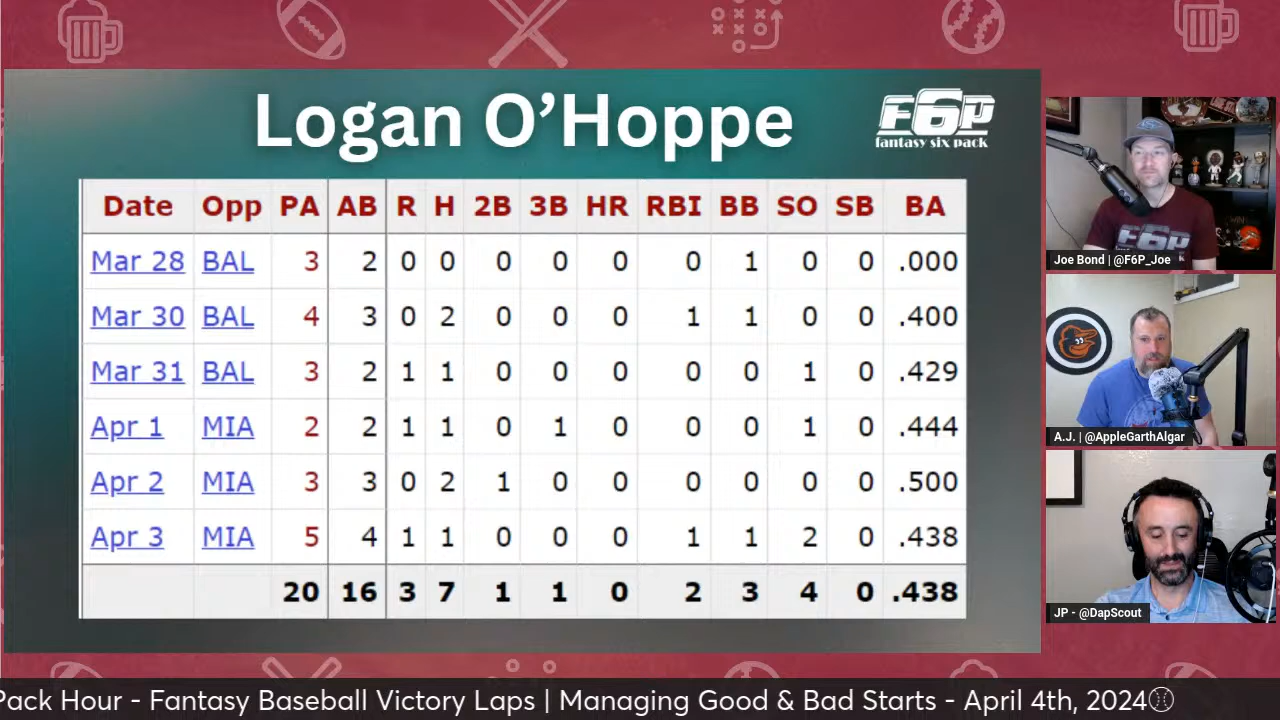 Logan O'Hoppe
F6P
fantasy six pack
Date Opp PA AB R H 2B 3B HR RBI BB SO SB BA
Mar 28 BAL 3 2 0 0 0 0 0 0 1 0 0 .000
Mar 30 BAL 4 3 0 2 0 0 0 1 1 0 0 .400
Mar 31 BAL 3 2 1 1 0 0 0 0 0 1 0 .429
Apr 1 MIA 2 2 1 1 0 1 0 0 0 1 0 .444
Apr 2 MIA 3 3 0 2 1 0 0 0 0 0 0 .500
Apr 3 MIA 5 4 1 1 0 0 0 1 1 2 0 .438
20 16 3 7 1 1 0 2 3 4 0 .438
F6P
Joe Bond | @F6P_Joe
A.J. | @AppleGarthAlgar
JP - @DapScout
Pack Hour - Fantasy Baseball Victory Laps | Managing Good & Bad Starts - April 4th, 2024